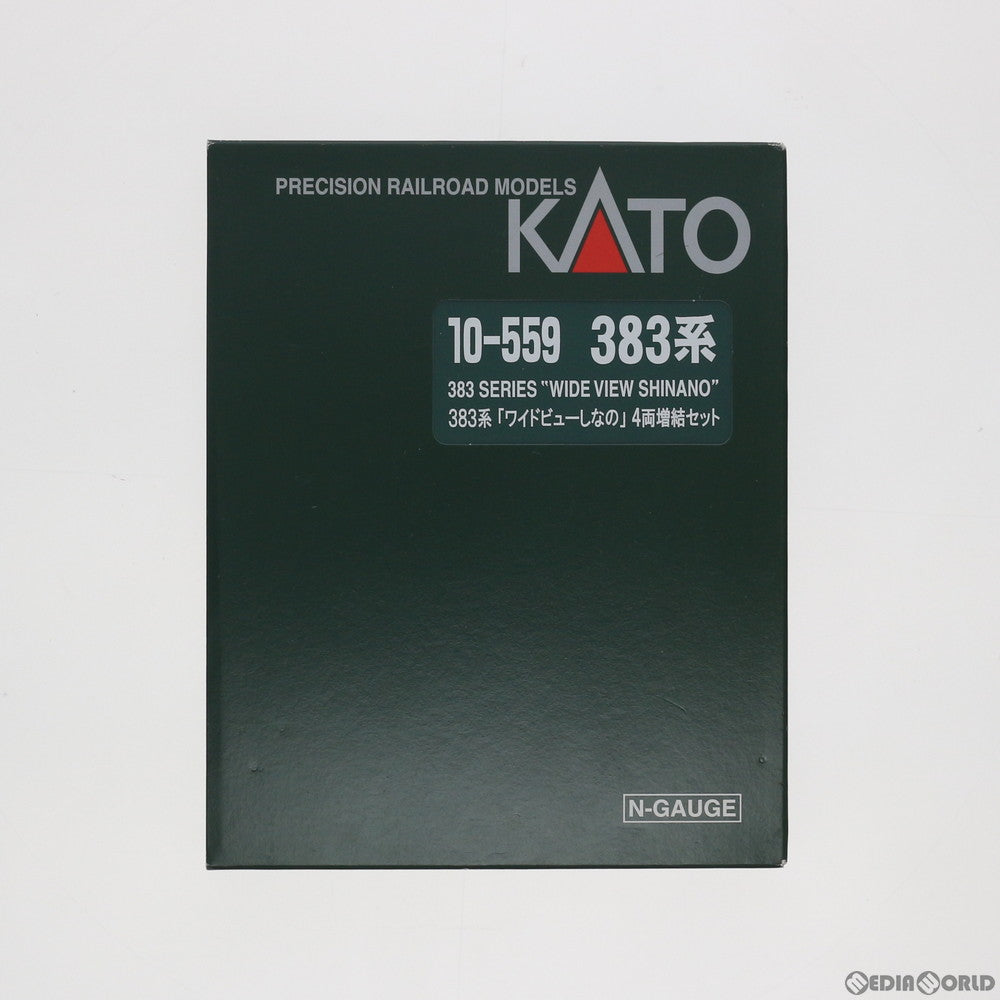 PRECISION RAILROAD MODELS
KATO
10-559 383系
383 SERIES "WIDE VIEW SHINANO"
383系「ワイドビューしなの」4両増結セット
N-GAUGE
MEDIAWORLD